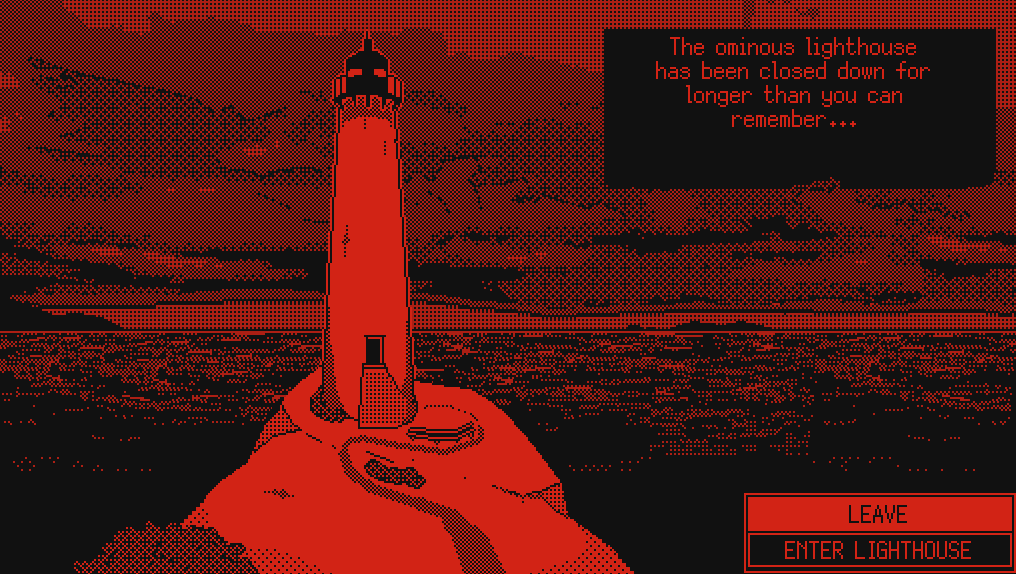 The ominous lighthouse
has been closed down for
longer than you can
remember...
LEAVE
ENTER LIGHTHOUSE